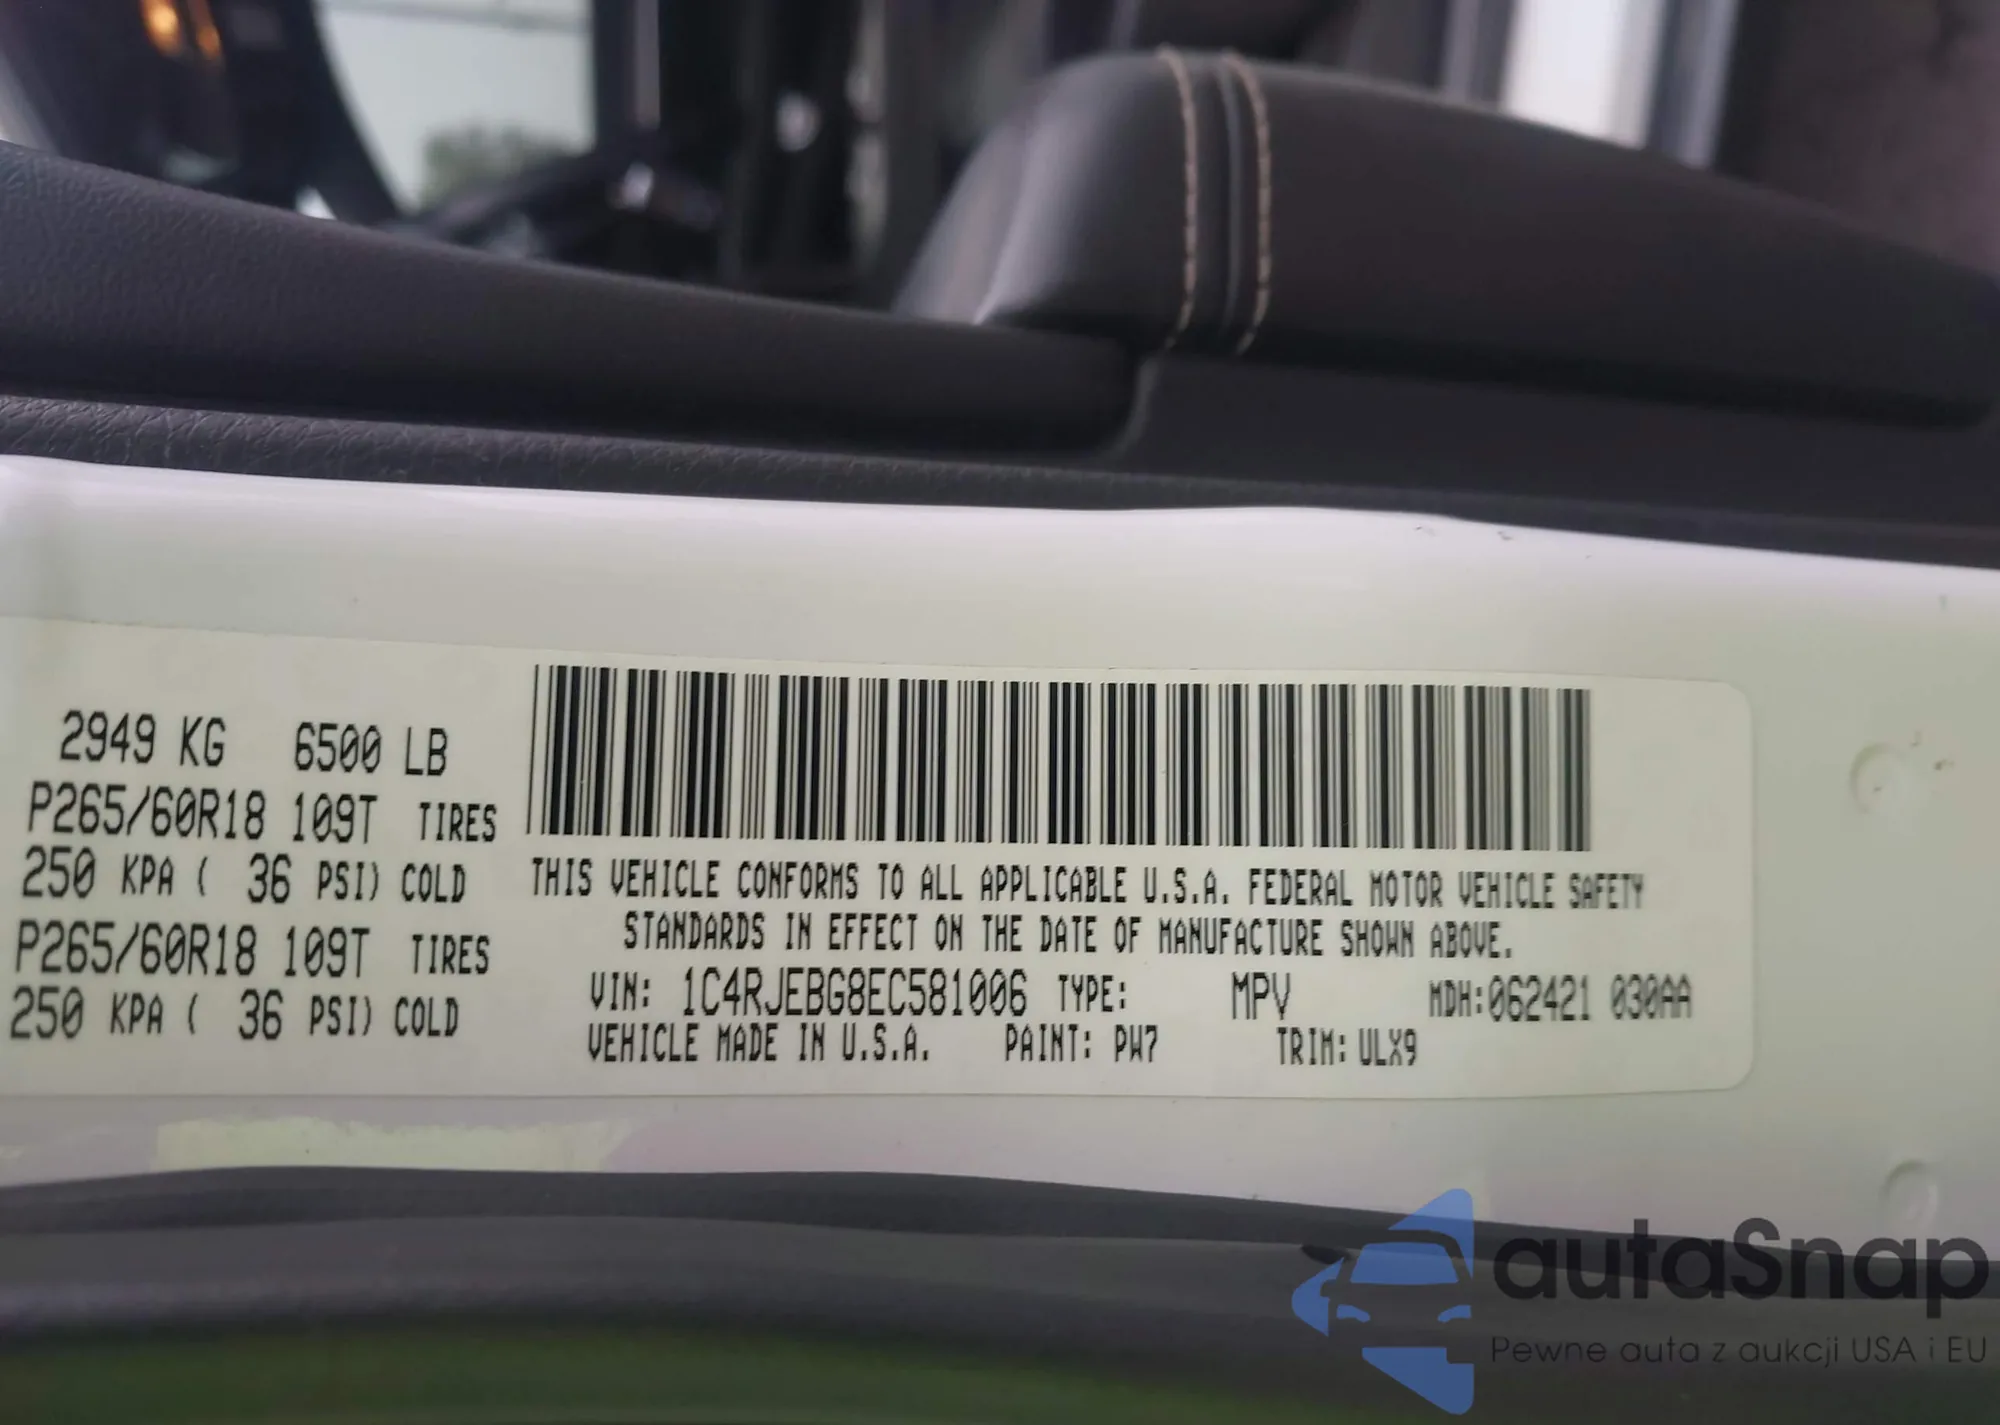 2949 KG 6500 LB
P265/60R18 109T TIRES
250 KPA ( 36 PSI) COLD
P265/60R18 109T TIRES
250 KPA ( 36 PSI) COLD
THIS VEHICLE CONFORMS TO ALL APPLICABLE U.S.A. FEDERAL MOTOR VEHICLE SAFETY
STANDARDS IN EFFECT ON THE DATE OF MANUFACTURE SHOWN ABOVE.
VIN: 1C4RJEBG8EC581006 TYPE: MPV MDH:062421 030AA
VEHICLE MADE IN U.S.A. PAINT: PW7 TRIM: ULX9
autaSnap
Pewne auta z aukcji USA i EU